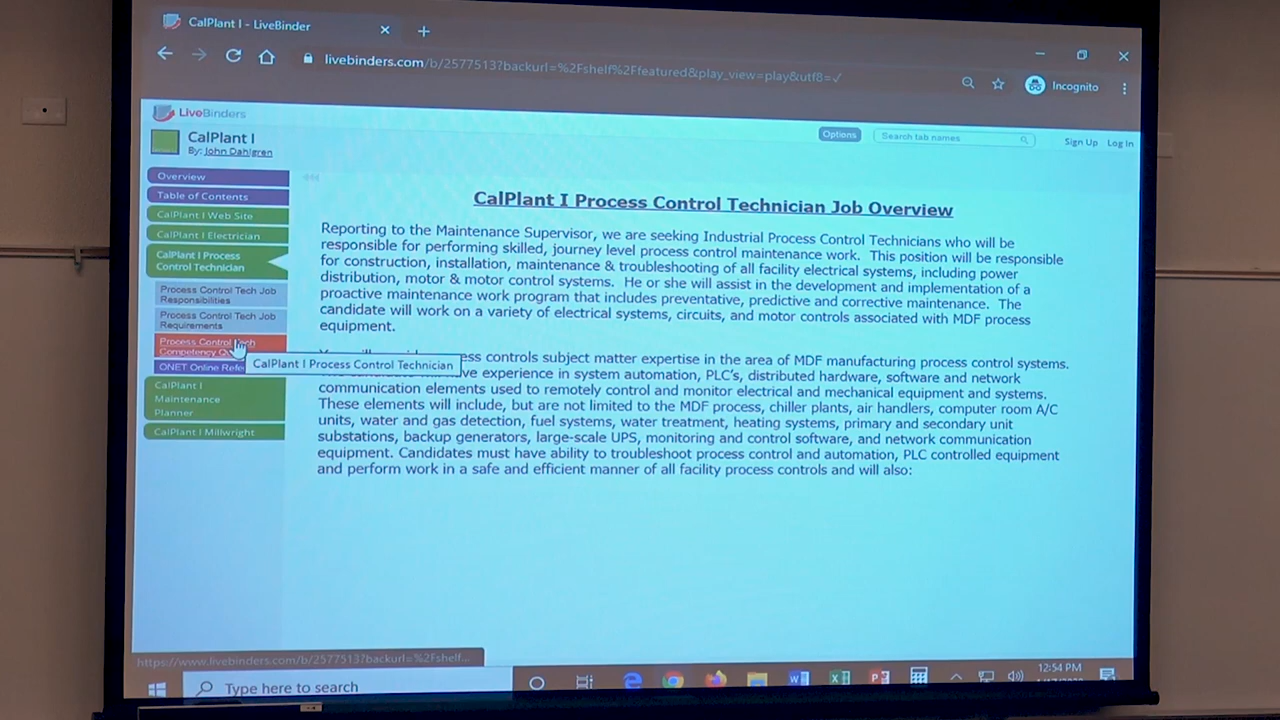 CalPlant I - LiveBinder
livebinders.com/b/2577513?backurl=%2Fshelf%2Ffeatured&play_view=play&utf8=✓
Incognito
LiveBinders
CalPlant I
By: John Dahlgren
Options
Search tab names
Sign Up Log In
Overview
Table of Contents
CalPlant I Web Site
CalPlant I Electrician
CalPlant I Process
Control Technician
Process Control Tech Job
Responsibilities
Process Control Tech Job
Requirements
Process Control Tech
Competency
ONET Online
CalPlant I Process Control Technician
CalPlant I
Maintenance
Planner
CalPlant I Millwright
CalPlant I Process Control Technician Job Overview
Reporting to the Maintenance Supervisor, we are seeking Industrial Process Control Technicians who will be
responsible for performing skilled, journey level process control maintenance work. This position will be responsible
for construction, installation, maintenance & troubleshooting of all facility electrical systems, including power
distribution, motor & motor control systems. He or she will assist in the development and implementation of a
proactive maintenance work program that includes preventative, predictive and corrective maintenance. The
candidate will work on a variety of electrical systems, circuits, and motor controls associated with MDF process
equipment.
controls subject matter expertise in the area of MDF manufacturing process control systems.
experience in system automation, PLC's, distributed hardware, software and network
communication elements used to remotely control and monitor electrical and mechanical equipment and systems.
These elements will include, but are not limited to the MDF process, chiller plants, air handlers, computer room A/C
units, water and gas detection, fuel systems, water treatment, heating systems, primary and secondary unit
substations, backup generators, large-scale UPS, monitoring and control software, and network communication
equipment. Candidates must have ability to troubleshoot process control and automation, PLC controlled equipment
and perform work in a safe and efficient manner of all facility process controls and will also:
https://www.livebinders.com/b/2577513?backurl=%2Fshelf...
Type here to search
12:54 PM